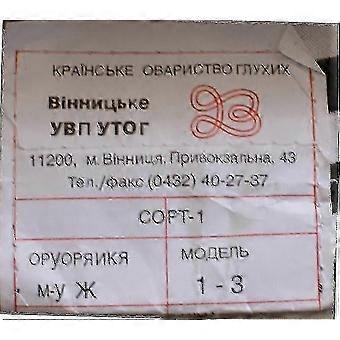 КРАЇНСЬКЕ ОВАРИСТВО ГЛУХИХ
Вінницьке
УВП УТОГ
11200, м. Вінниця, Привокзальна, 43
Тел./факс (0432) 40-27-37
СОРТ-1
ОРУОРЯИКЯ МОДЕЛЬ
м-у Ж 1 - 3